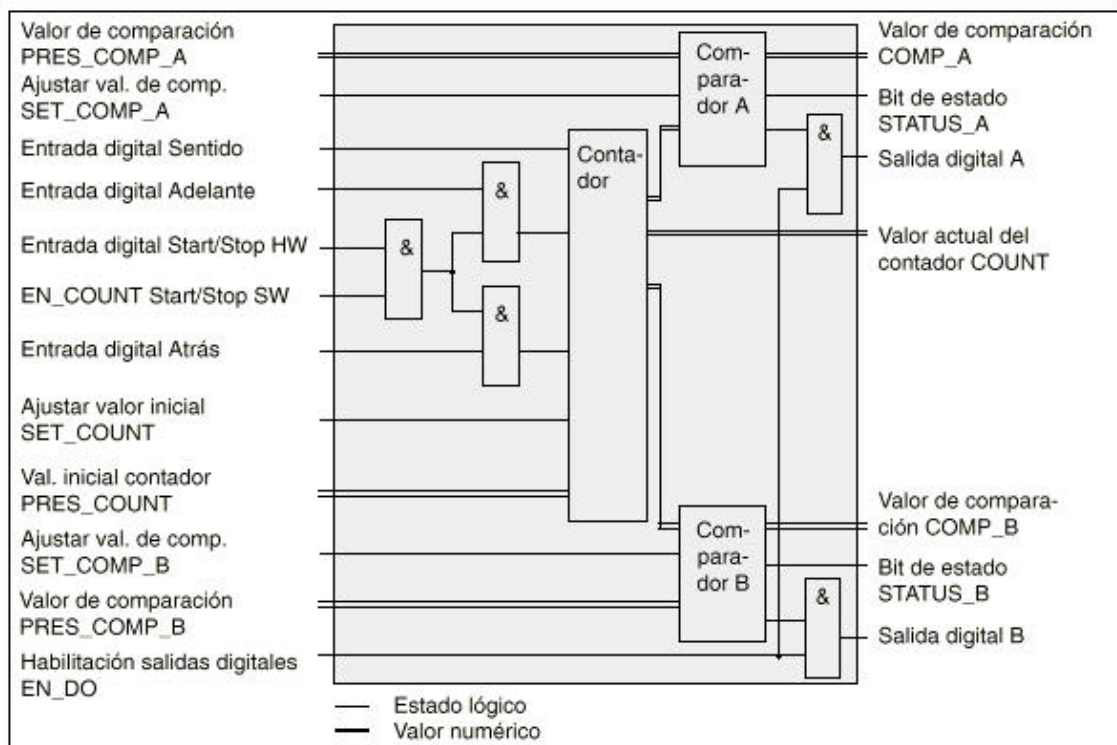 Valor de comparación
PRES_COMP_A
Ajustar val. de comp.
SET_COMP_A
Entrada digital Sentido
Entrada digital Adelante
Entrada digital Start/Stop HW
EN_COUNT Start/Stop SW
Entrada digital Atrás
Ajustar valor inicial
SET_COUNT
Val. inicial contador
PRES_COUNT
Ajustar val. de comp.
SET_COMP_B
Valor de comparación
PRES_COMP_B
Habilitación salidas digitales
EN_DO
&
&
&
Conta-
dor
Com-
para-
dor A
&
Com-
para-
dor B
&
Valor de comparación
COMP_A
Bit de estado
STATUS_A
Salida digital A
Valor actual del
contador COUNT
Valor de compara-
ción COMP_B
Bit de estado
STATUS_B
Salida digital B
Estado lógico
Valor numérico